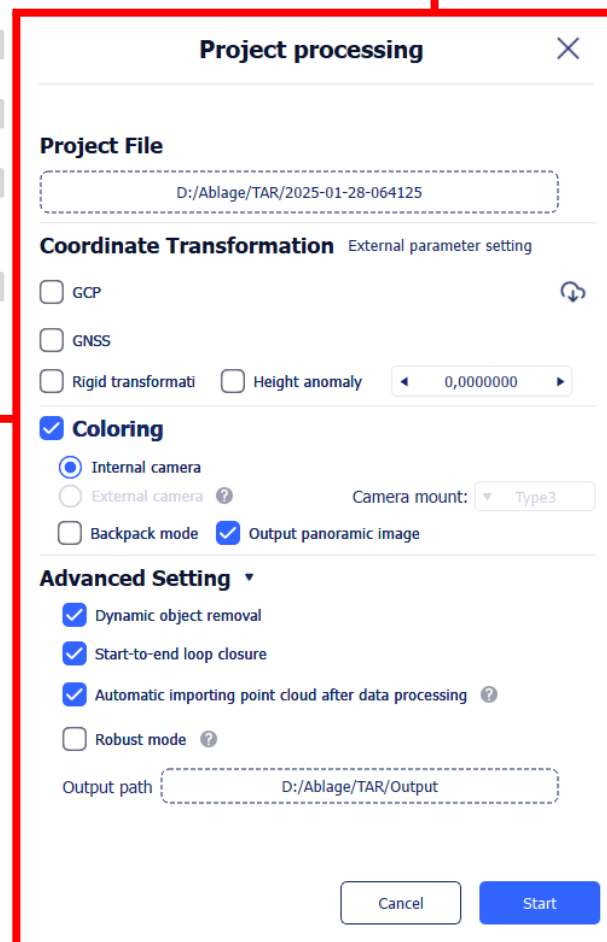 Project processing
Project File
D:/Ablage/TAR/2025-01-28-064125
Coordinate Transformation External parameter setting
GCP
GNSS
Rigid transformati Height anomaly 0,0000000
Coloring
Internal camera
External camera ? Camera mount: Type3
Backpack mode Output panoramic image
Advanced Setting
Dynamic object removal
Start-to-end loop closure
Automatic importing point cloud after data processing ?
Robust mode ?
Output path D:/Ablage/TAR/Output
Cancel Start